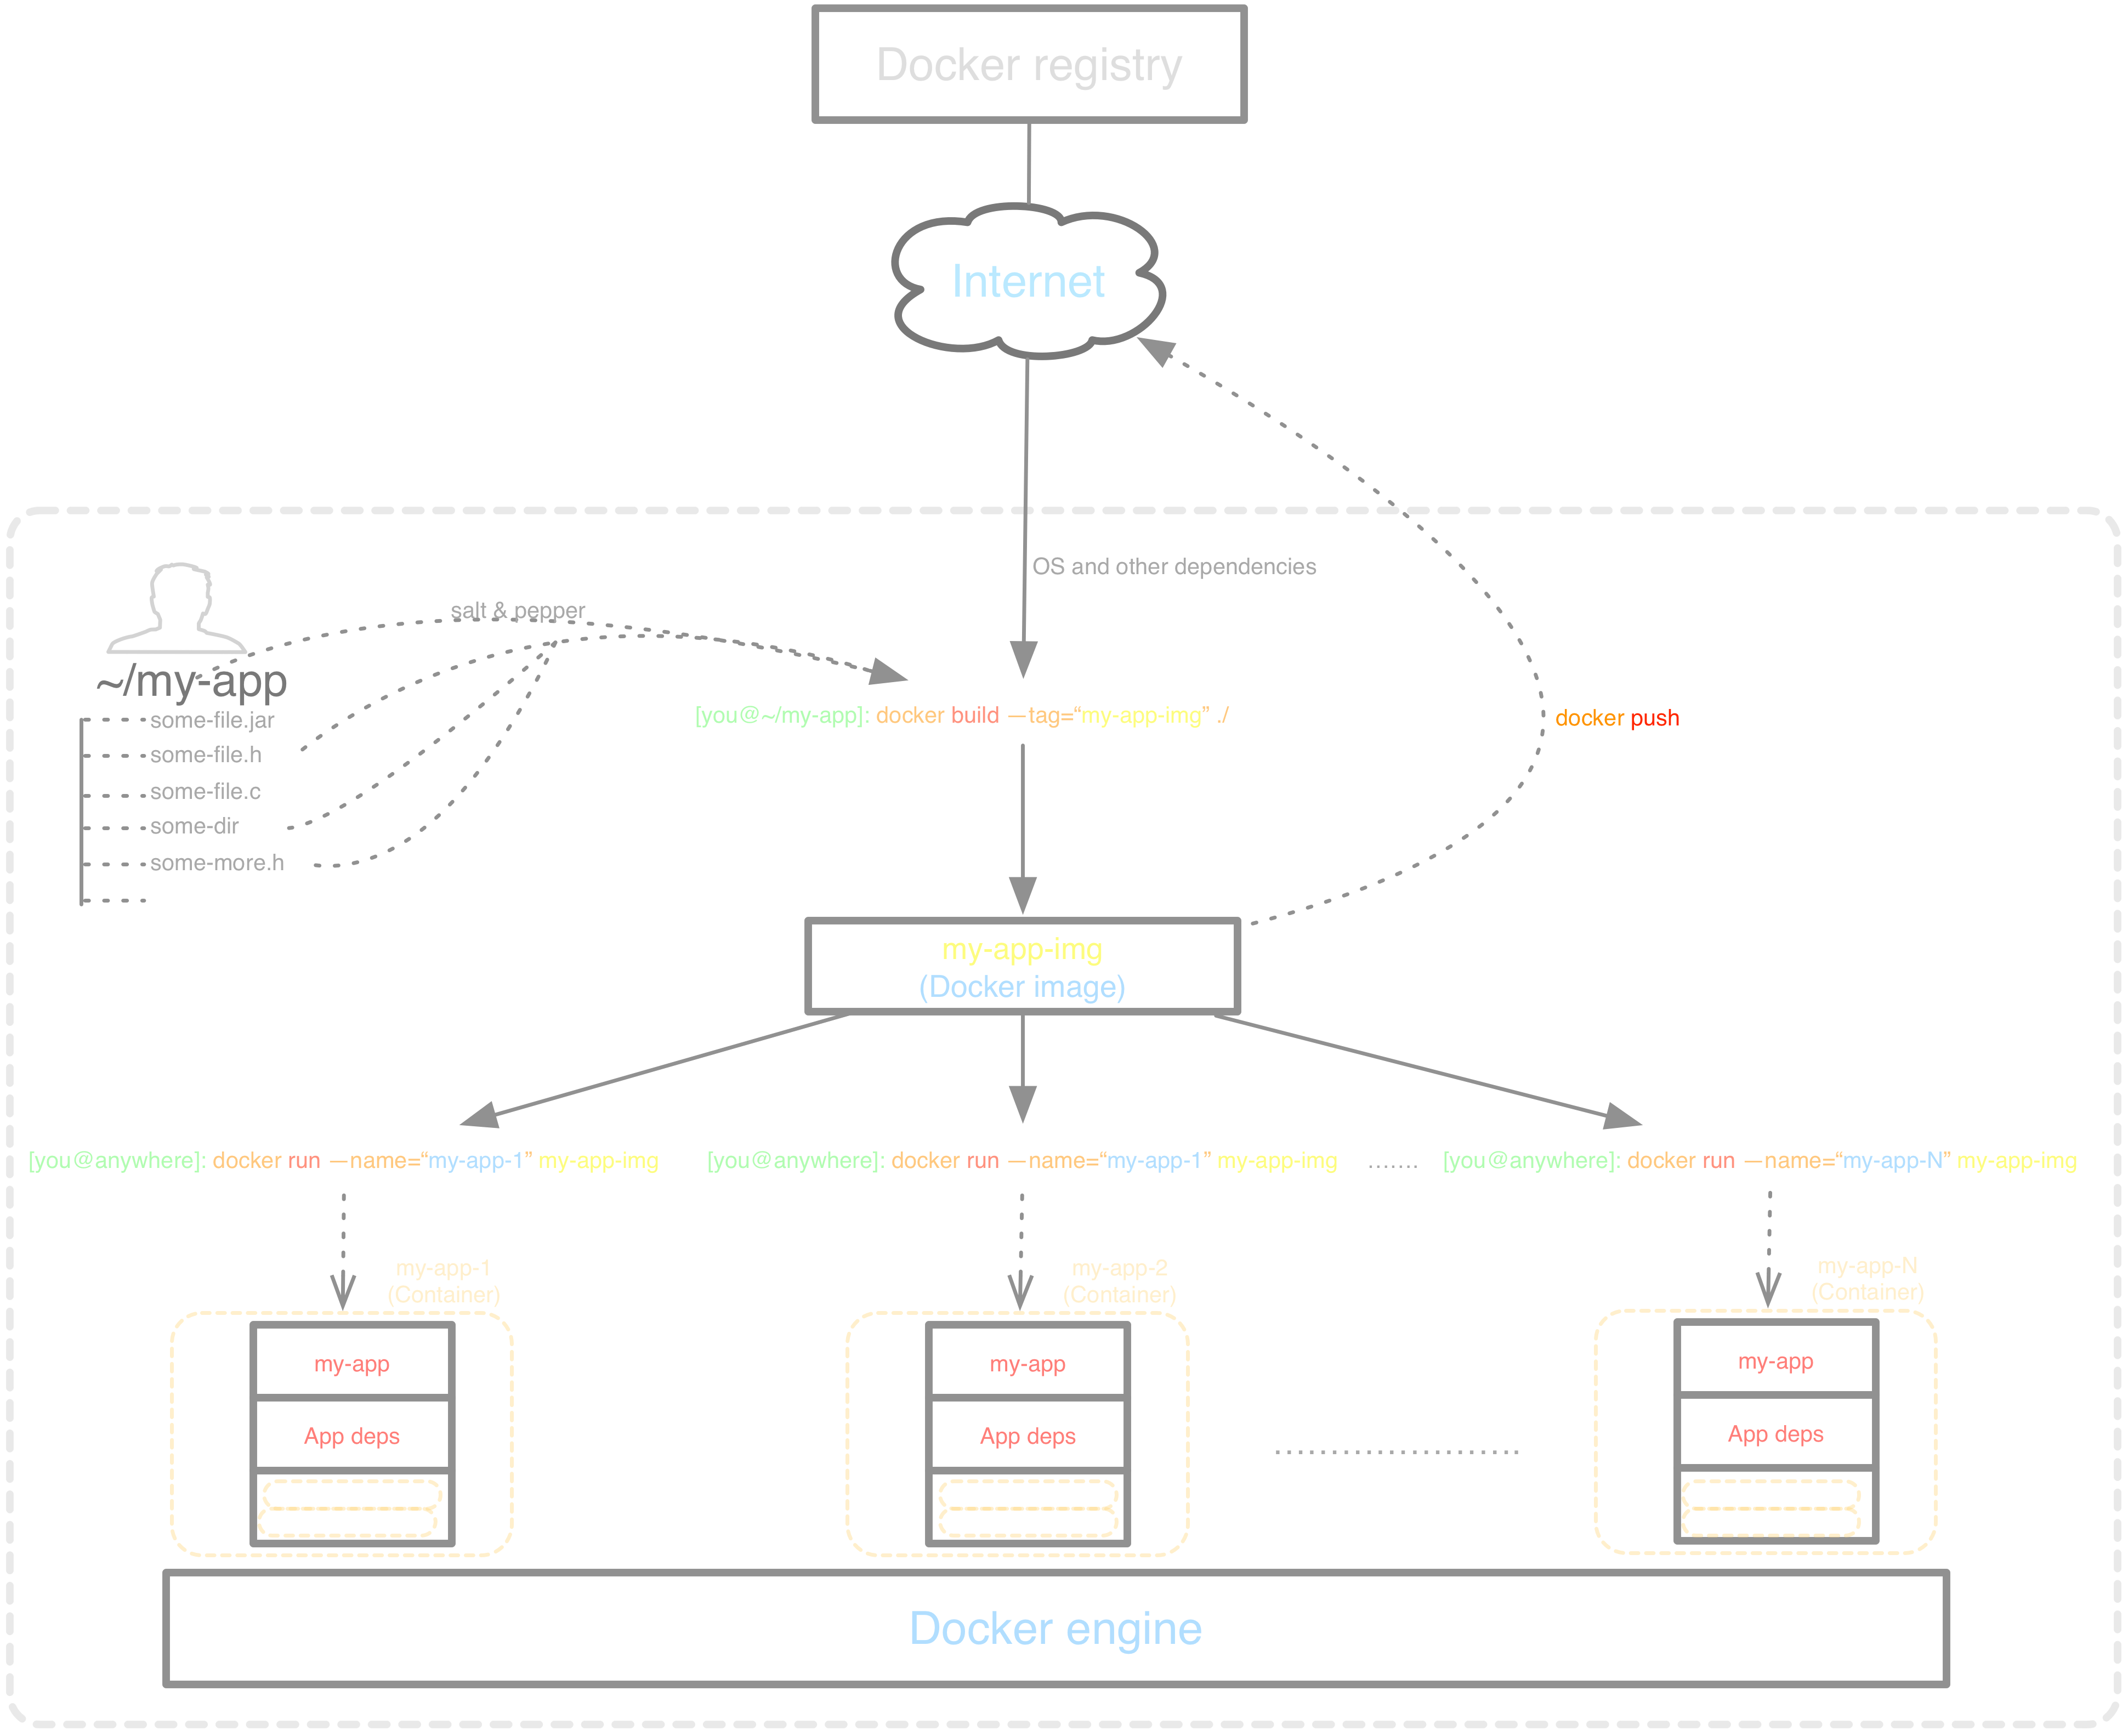 Docker registry
Internet
OS and other dependencies
salt & pepper
~/my-app
some-file.jar
some-file.h
some-file.c
some-dir
some-more.h
[you@~/my-app]: docker build —tag=“my-app-img” ./
docker push
my-app-img
(Docker image)
[you@anywhere]: docker run —name=“my-app-1” my-app-img
[you@anywhere]: docker run —name=“my-app-1” my-app-img
.......
[you@anywhere]: docker run —name=“my-app-N” my-app-img
my-app-1
(Container)
my-app-2
(Container)
my-app-N
(Container)
my-app
App deps
my-app
App deps
my-app
App deps
Docker engine